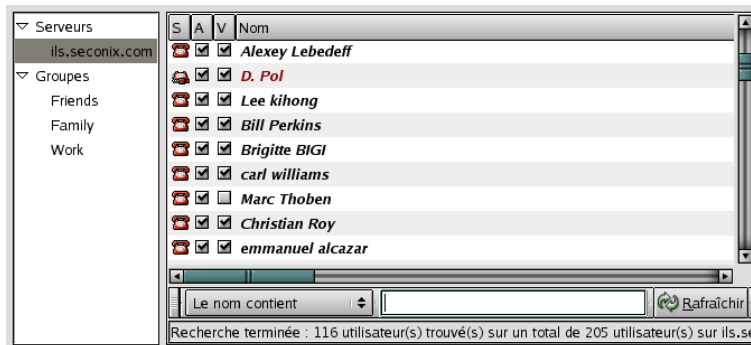 Serveurs
ils.seconix.com
Groupes
Friends
Family
Work
S A V Nom
Alexey Lebedeff
D. Pol
Lee kihong
Bill Perkins
Brigitte BIGI
carl williams
Marc Thoben
Christian Roy
emmanuel alcazar
Le nom contient Rafraîchir
Recherche terminée : 116 utilisateur(s) trouvé(s) sur un total de 205 utilisateur(s) sur ils.se